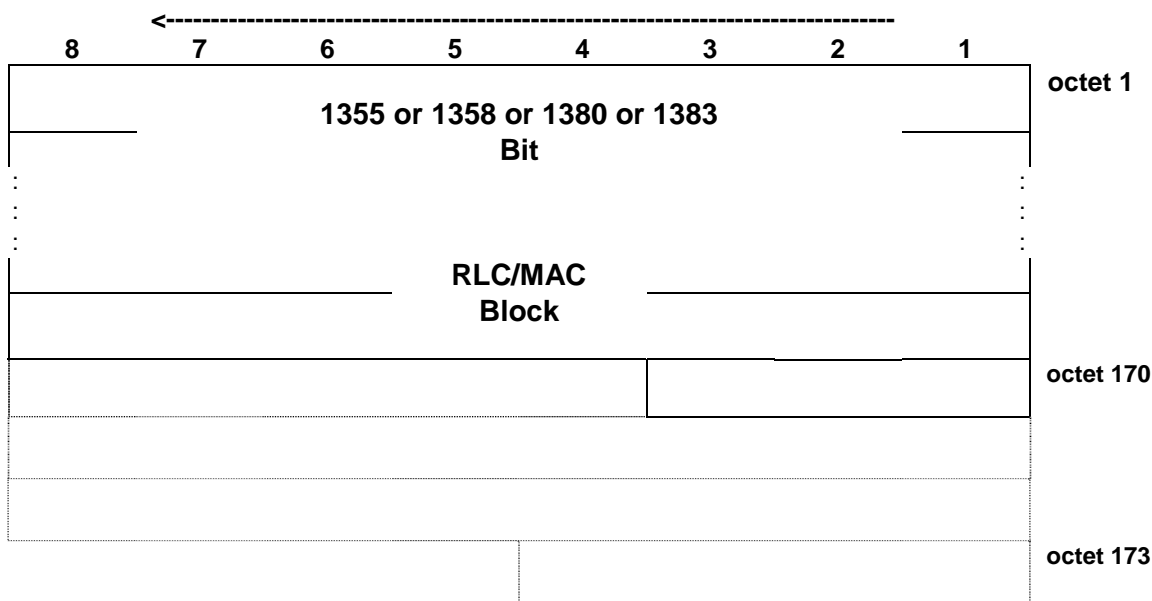 <---------------------------------------------------------------------------------
8 7 6 5 4 3 2 1
octet 1
1355 or 1358 or 1380 or 1383
Bit
: :
: :
: :
RLC/MAC
Block
octet 170
octet 173